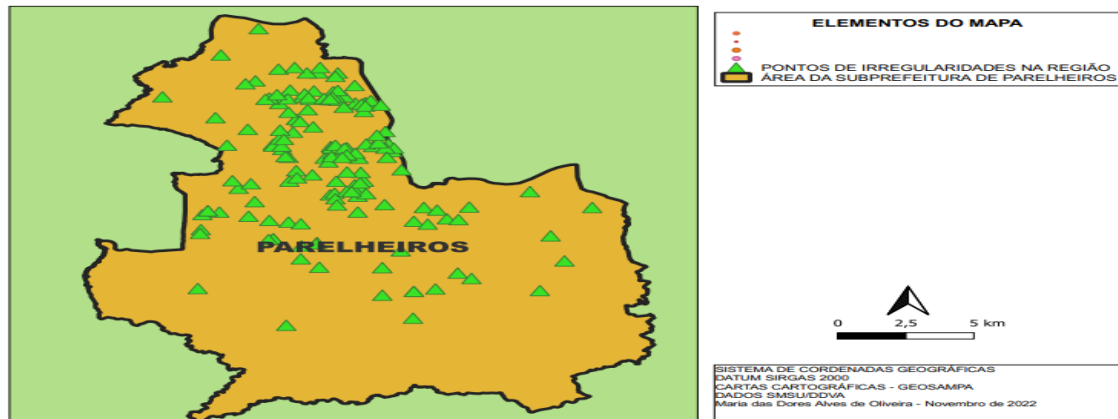 ELEMENTOS DO MAPA
PONTOS DE IRREGULARIDADES NA REGIÃO
ÁREA DA SUBPREFEITURA DE PARELHEIROS
PARELHEIROS
0 2,5 5 km
SISTEMA DE CORDENADAS GEOGRÁFICAS
DATUM SIRGAS 2000
CARTAS CARTOGRÁFICAS - GEOSAMPA
DADOS SMSU/DDVA
Maria das Dores Alves de Oliveira - Novembro de 2022